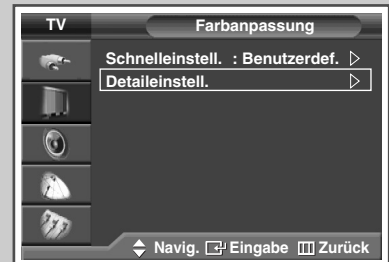 TV Farbanpassung
Schnelleinstell. : Benutzerdef.
Detaileinstell.
Navig. Eingabe Zurück